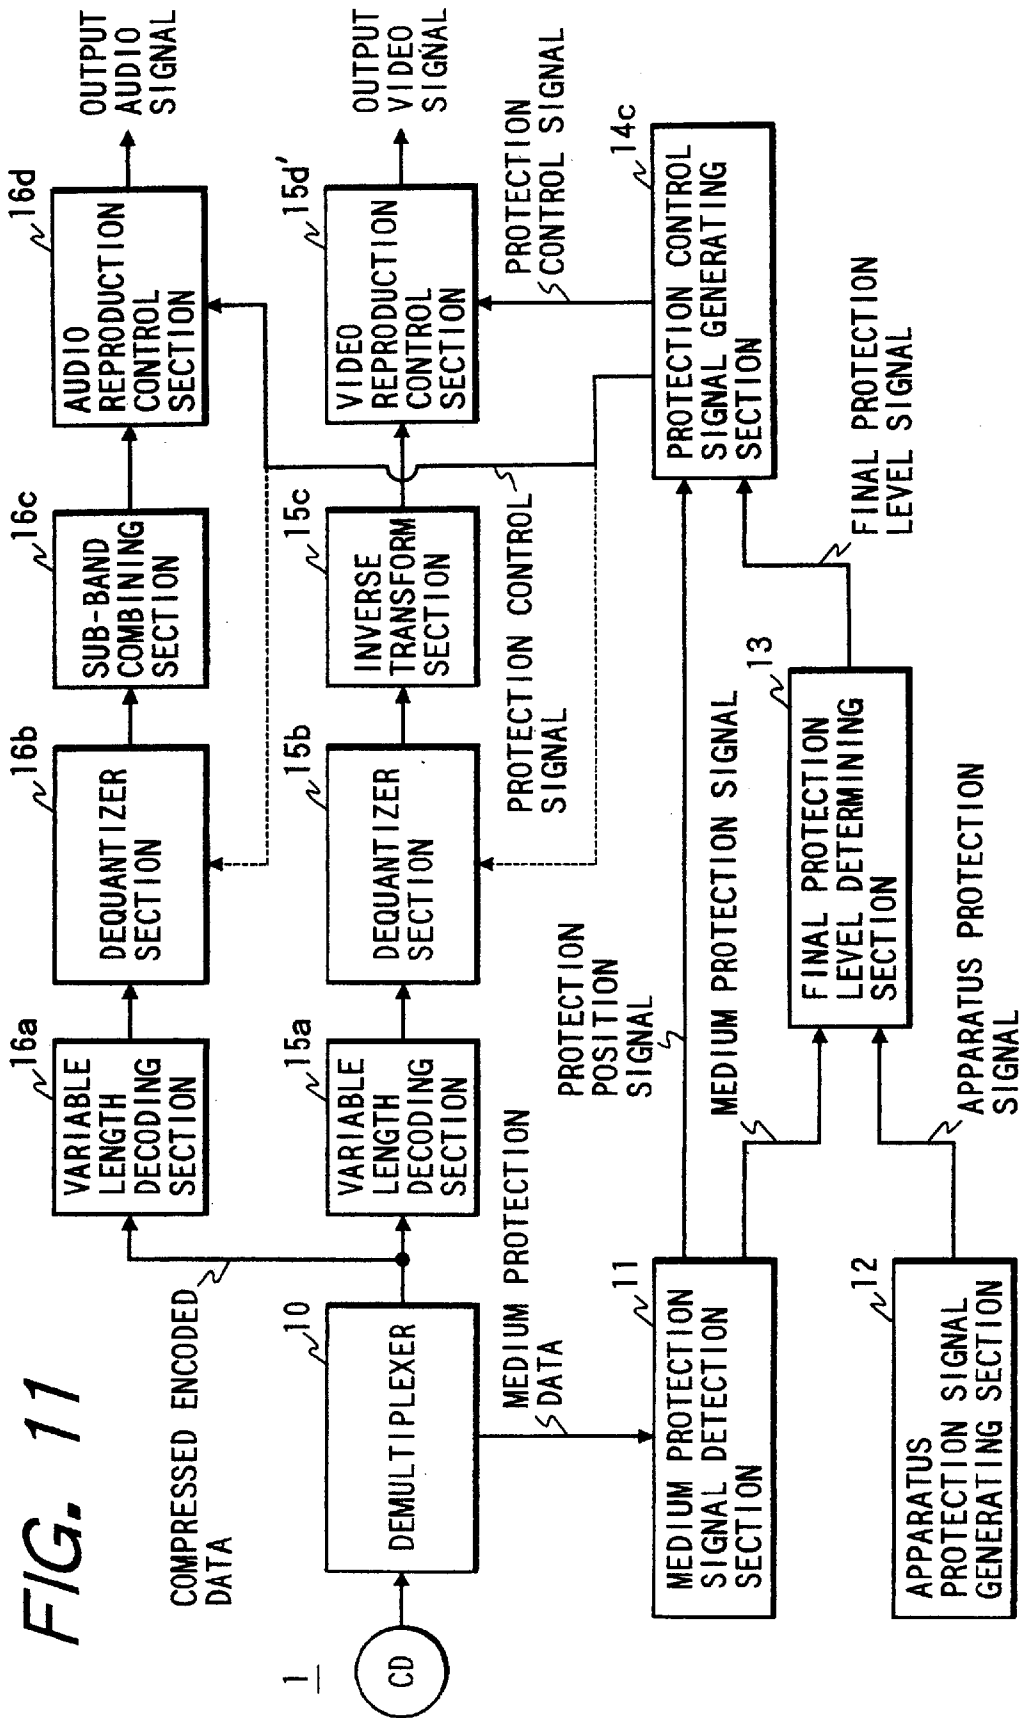 FIG. 11
1
CD
COMPRESSED ENCODED
DATA
10
DEMULTIPLEXER
MEDIUM PROTECTION
DATA
16a
VARIABLE
LENGTH
DECODING
SECTION
16b
DEQUANTIZER
SECTION
16c
SUB-BAND
COMBINING
SECTION
16d
AUDIO
REPRODUCTION
CONTROL
SECTION
OUTPUT
AUDIO
SIGNAL
15a
VARIABLE
LENGTH
DECODING
SECTION
15b
DEQUANTIZER
SECTION
15c
INVERSE
TRANSFORM
SECTION
15d'
VIDEO
REPRODUCTION
CONTROL
SECTION
OUTPUT
VIDEO
SIGNAL
PROTECTION CONTROL
SIGNAL
PROTECTION
CONTROL SIGNAL
PROTECTION
POSITION
SIGNAL
11
MEDIUM PROTECTION
SIGNAL DETECTION
SECTION
14c
PROTECTION CONTROL
SIGNAL GENERATING
SECTION
MEDIUM PROTECTION SIGNAL
13
FINAL PROTECTION
LEVEL DETERMINING
SECTION
FINAL PROTECTION
LEVEL SIGNAL
12
APPARATUS
PROTECTION SIGNAL
GENERATING SECTION
APPARATUS PROTECTION
SIGNAL